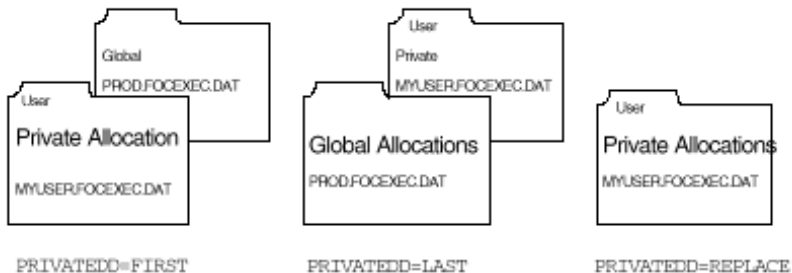 Global
PROD.FOCEXEC.DAT
User
Private Allocation
MYUSER.FOCEXEC.DAT
PRIVATEDD=FIRST
User
Private
MYUSER.FOCEXEC.DAT
Global Allocations
PROD.FOCEXEC.DAT
PRIVATEDD=LAST
User
Private Allocations
MYUSER.FOCEXEC.DAT
PRIVATEDD=REPLACE